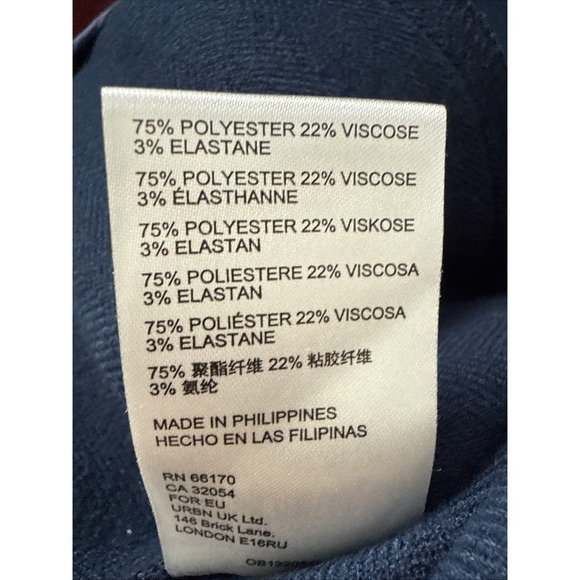 75% POLYESTER 22% VISCOSE
3% ELASTANE
75% POLYESTER 22% VISCOSE
3% ÉLASTHANNE
75% POLYESTER 22% VISKOSE
3% ELASTAN
75% POLIESTERE 22% VISCOSA
3% ELASTAN
75% POLIÉSTER 22% VISCOSA
3% ELASTANE
75% 聚酯纤维 22% 粘胶纤维
3% 氨纶
MADE IN PHILIPPINES
HECHO EN LAS FILIPINAS
RN 66170
CA 32054
FOR EU
URBN UK Ltd.
146 Brick Lane.
LONDON E16RU